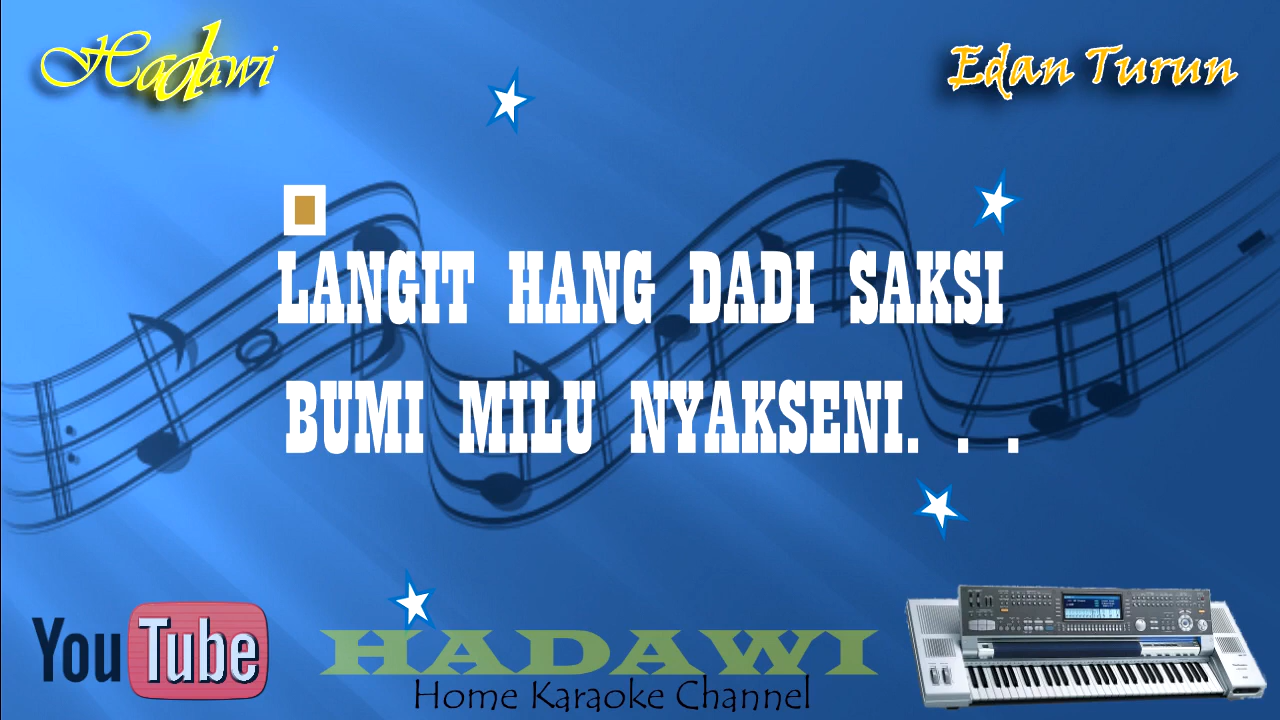 Hadawi
Edan Turun
LANGIT HANG DADI SAKSI
BUMI MILU NYAKSENI. . .
YouTube
HADAWI
Home Karaoke Channel